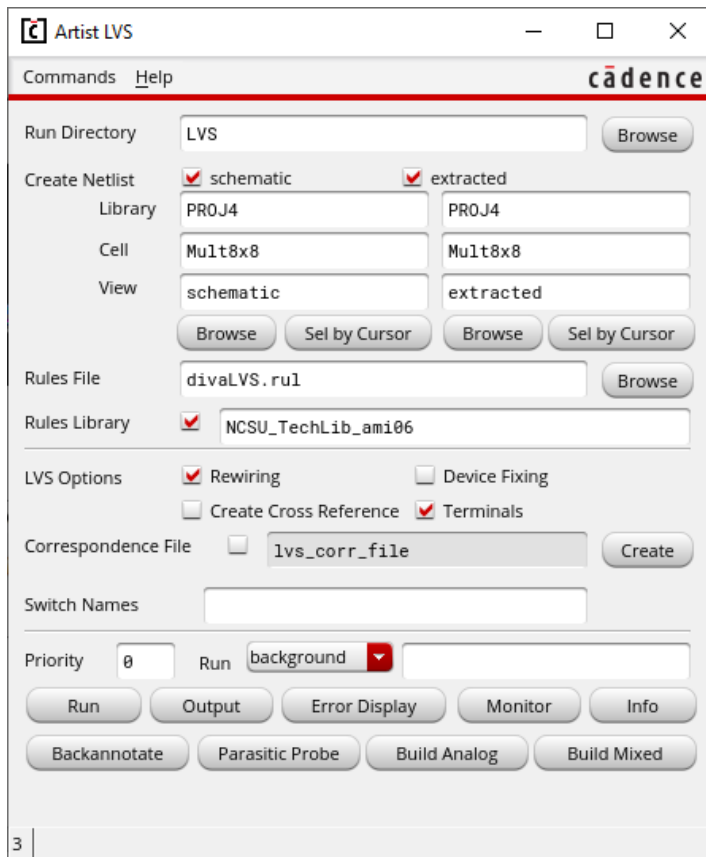 Artist LVS
Commands Help cādence
Run Directory LVS Browse
Create Netlist schematic extracted
Library PROJ4 PROJ4
Cell Mult8x8 Mult8x8
View schematic extracted
Browse Sel by Cursor Browse Sel by Cursor
Rules File divaLVS.rul Browse
Rules Library NCSU_TechLib_ami06
LVS Options Rewiring Device Fixing
Create Cross Reference Terminals
Correspondence File lvs_corr_file Create
Switch Names
Priority 0 Run background
Run Output Error Display Monitor Info
Backannotate Parasitic Probe Build Analog Build Mixed
3